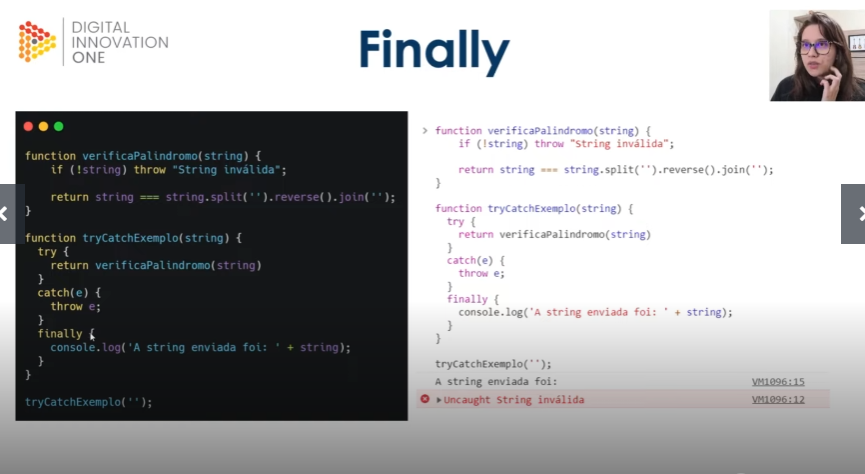 DIGITAL
INNOVATION
ONE
Finally
function verificaPalindromo(string) {
if (!string) throw "String inválida";
return string === string.split('').reverse().join('');
}
function tryCatchExemplo(string) {
try {
return verificaPalindromo(string)
}
catch(e) {
throw e;
}
finally {
console.log('A string enviada foi: ' + string);
}
}
tryCatchExemplo('');
> function verificaPalindromo(string) {
if (!string) throw "String inválida";
return string === string.split('').reverse().join('');
}
function tryCatchExemplo(string) {
try {
return verificaPalindromo(string)
}
catch(e) {
throw e;
}
finally {
console.log('A string enviada foi: ' + string);
}
}
tryCatchExemplo('');
A string enviada foi: VM1096:15
Uncaught String inválida VM1096:12